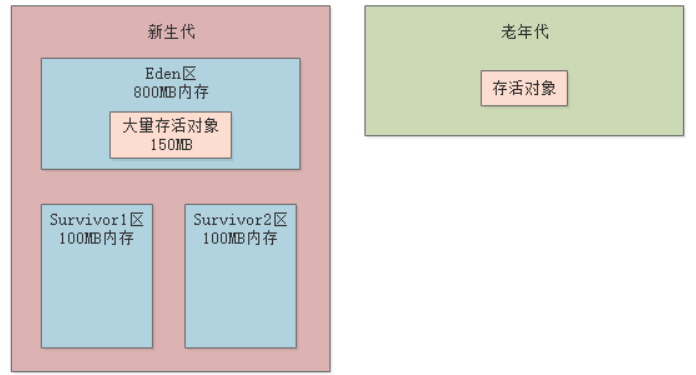 新生代
Eden区
800MB内存
大量存活对象
150MB
Survivor1区
100MB内存
Survivor2区
100MB内存
老年代
存活对象